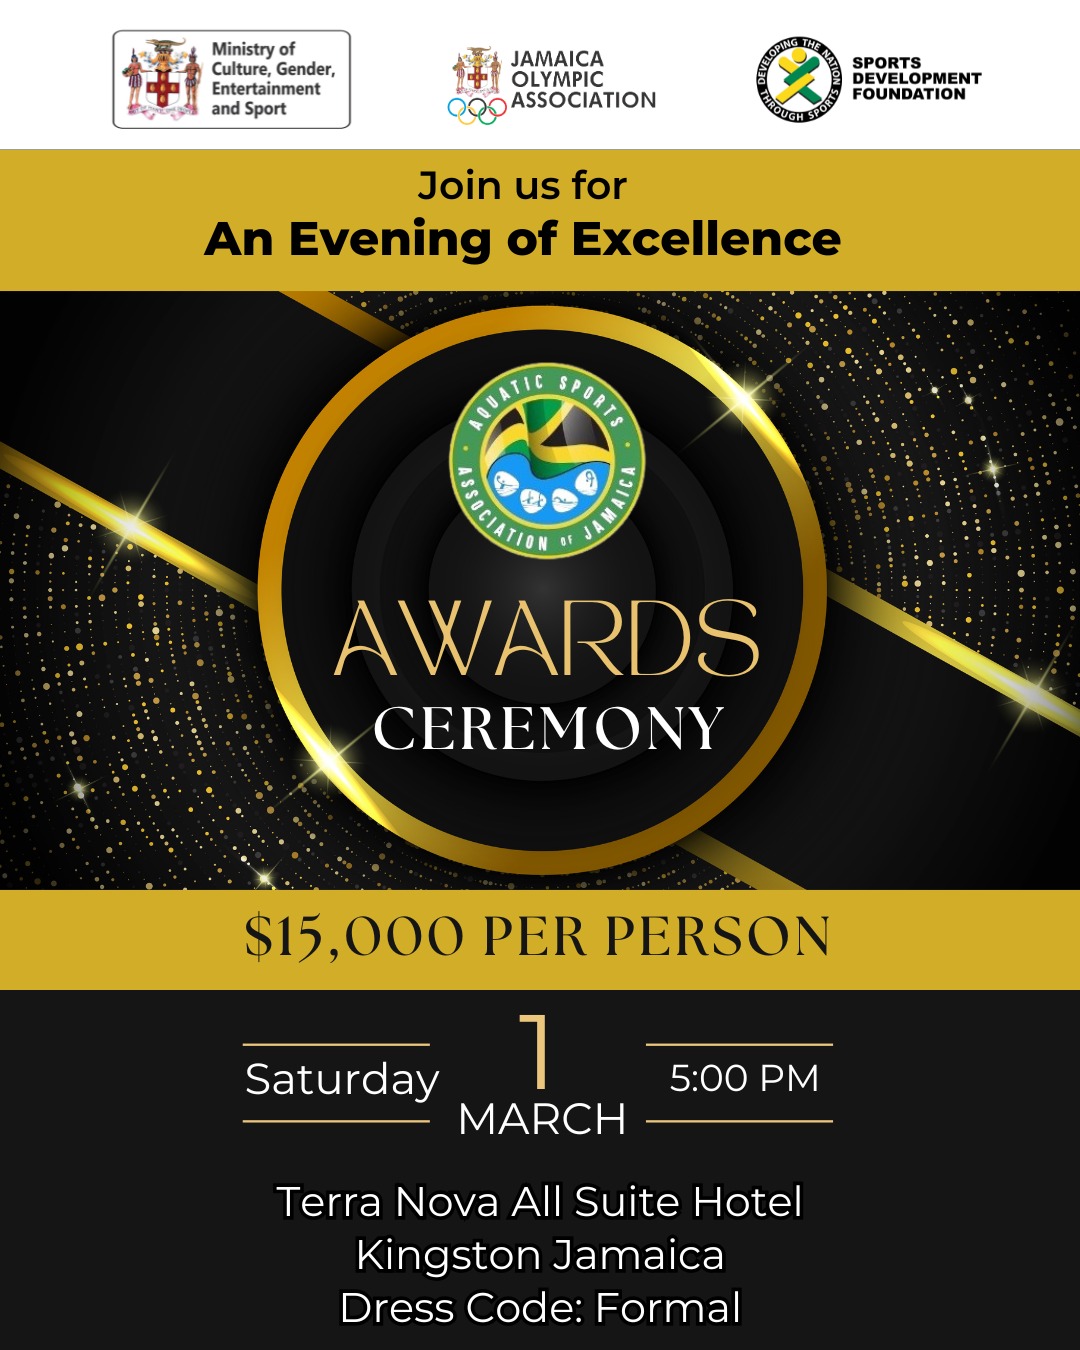 Ministry of
Culture, Gender,
Entertainment
and Sport
JAMAICA
OLYMPIC
ASSOCIATION
DEVELOPING THE NATION
THROUGH SPORTS
SPORTS
DEVELOPMENT
FOUNDATION
Join us for
An Evening of Excellence
AQUATIC SPORTS
ASSOCIATION OF JAMAICA
AWARDS
CEREMONY
$15,000 PER PERSON
Saturday
1
MARCH
5:00 PM
Terra Nova All Suite Hotel
Kingston Jamaica
Dress Code: Formal